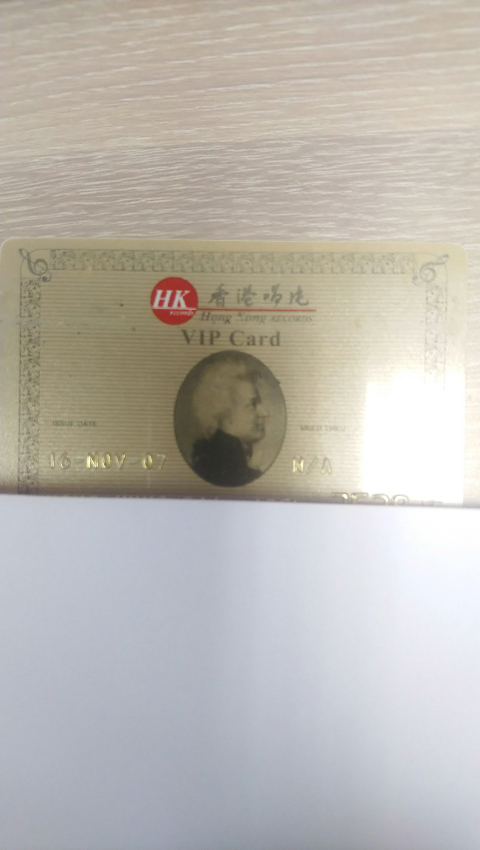 HK 香港唱片
RECORDS Hong Kong RECORDS
VIP Card
ISSUE DATE VALID THRU
16-NOV-07 N/A